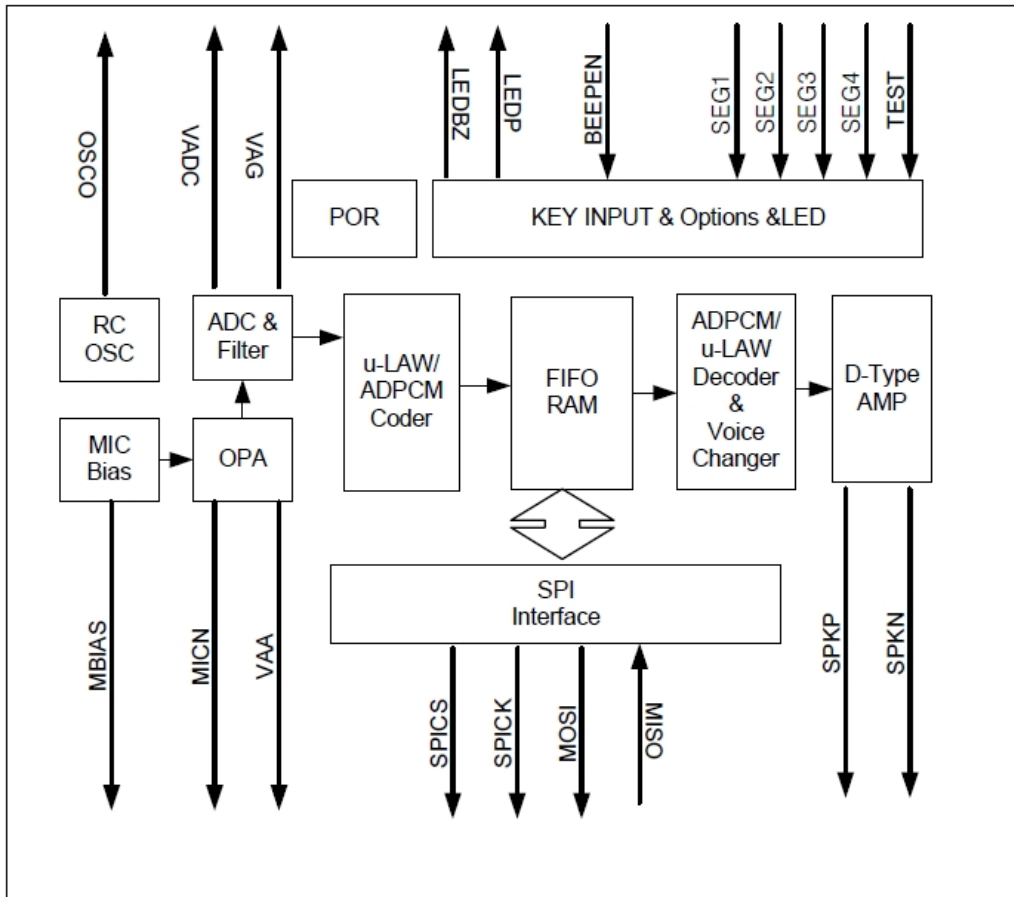 OSCO
VADC
VAG
LEDBZ
LEDP
BEEPEN
SEG1
SEG2
SEG3
SEG4
TEST
POR
KEY INPUT & Options &LED
RC
OSC
ADC &
Filter
u-LAW/
ADPCM
Coder
FIFO
RAM
ADPCM/
u-LAW
Decoder
&
Voice
Changer
D-Type
AMP
MIC
Bias
OPA
SPI
Interface
MBIAS
MICN
VAA
SPICS
SPICK
MOSI
MISO
SPKP
SPKN